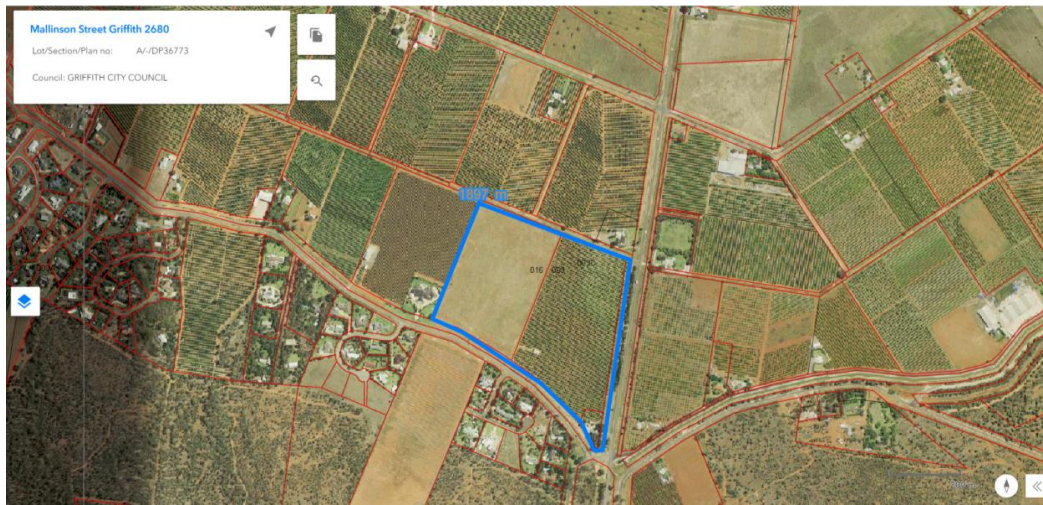 Mallinson Street Griffith 2680
Lot/Section/Plan no: A/-/DP36773
Council: GRIFFITH CITY COUNCIL